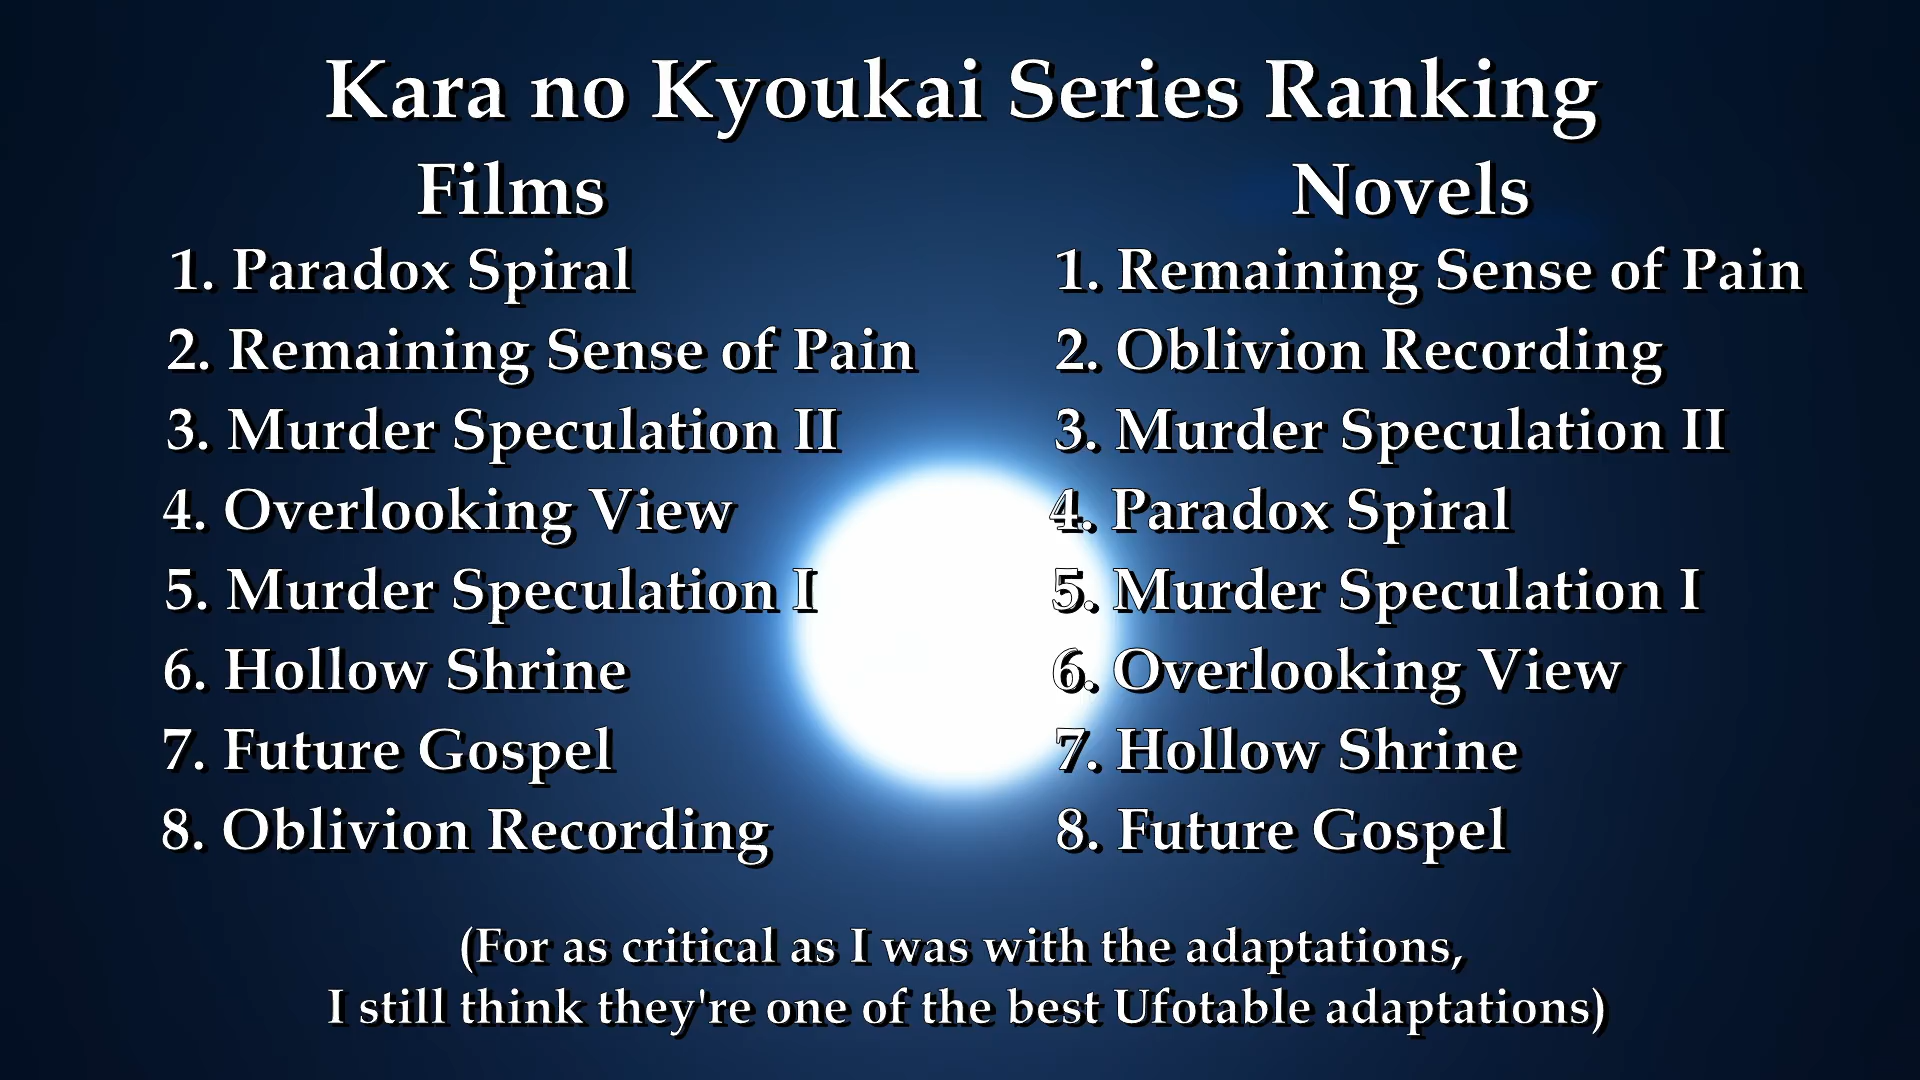 Kara no Kyoukai Series Ranking
Films
1. Paradox Spiral
2. Remaining Sense of Pain
3. Murder Speculation II
4. Overlooking View
5. Murder Speculation I
6. Hollow Shrine
7. Future Gospel
8. Oblivion Recording
Novels
1. Remaining Sense of Pain
2. Oblivion Recording
3. Murder Speculation II
4. Paradox Spiral
5. Murder Speculation I
6. Overlooking View
7. Hollow Shrine
8. Future Gospel
(For as critical as I was with the adaptations,
I still think they're one of the best Ufotable adaptations)